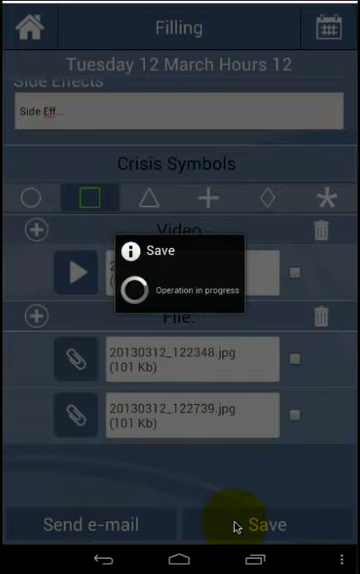 Filling
Tuesday 12 March Hours 12
Side Effects
Side Eff...
Crisis Symbols
Video
Save
Operation in progress
File:
20130312_122348.jpg
(101 Kb)
20130312_122739.jpg
(101 Kb)
Send e-mail
Save